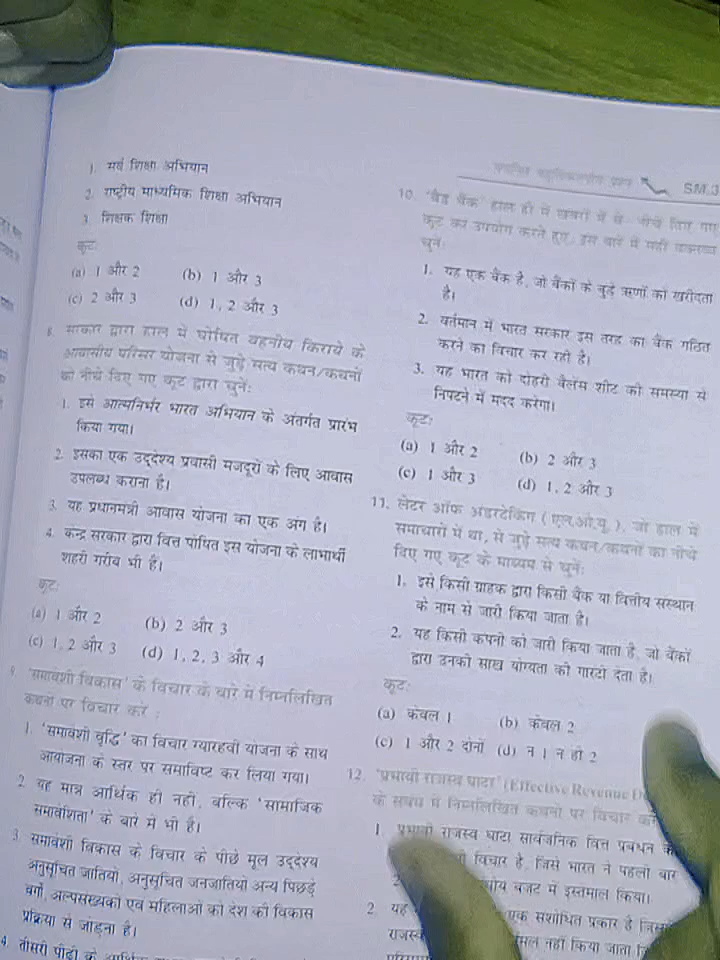 1. सर्व शिक्षा अभियान
2. राष्ट्रीय माध्यमिक शिक्षा अभियान
3. शिक्षक शिक्षा
कूट:
(a) 1 और 2 (b) 1 और 3
(c) 2 और 3 (d) 1, 2 और 3
8. सरकार द्वारा हाल में घोषित वहनीय किराये के
आवासीय परिसर योजना से जुड़े सत्य कथन/कथनों
को नीचे दिए गए कूट द्वारा चुनें:
1. इसे आत्मनिर्भर भारत अभियान के अंतर्गत प्रारंभ
किया गया।
2. इसका एक उद्देश्य प्रवासी मजदूरों के लिए आवास
उपलब्ध कराना है।
3. यह प्रधानमंत्री आवास योजना का एक अंग है।
4. केन्द्र सरकार द्वारा वित्त पोषित इस योजना के लाभार्थी
शहरी गरीब भी हैं।
कूट:
(a) 1 और 2 (b) 2 और 3
(c) 1, 2 और 3 (d) 1, 2, 3 और 4
9. 'समावेशी विकास' के विचार के बारे में निम्नलिखित
कथनों पर विचार करें :
1. 'समावेशी वृद्धि' का विचार ग्यारहवीं योजना के साथ
आयोजना के स्तर पर समाविष्ट कर लिया गया।
2. यह मात्र आर्थिक ही नहीं, बल्कि 'सामाजिक
समावेशिता' के बारे में भी है।
3. समावेशी विकास के विचार के पीछे मूल उद्देश्य
अनुसूचित जातियों, अनुसूचित जनजातियों अन्य पिछड़े
वर्गों, अल्पसंख्यकों एवं महिलाओं को देश की विकास
प्रक्रिया से जोड़ना है।
4. तीसरी पीढ़ी के
SM.3
10. 'बैड बैंक' हाल ही में खबरों में थे- नीचे दिए गए
कूट का उपयोग करते हुए, इस बारे में सही वक्तव्य
चुनें:
1. यह एक बैंक है, जो बैंकों के बुड़े ऋणों को खरीदता
है।
2. वर्तमान में भारत सरकार इस तरह का बैंक गठित
करने का विचार कर रही है।
3. यह भारत को दोहरी बैलेंस शीट की समस्या से
निपटने में मदद करेगा।
कूट:
(a) 1 और 2 (b) 2 और 3
(c) 1 और 3 (d) 1, 2 और 3
11. लेटर ऑफ अंडरटेकिंग (एल.ओ.यू.), जो हाल में
समाचारों में था, से जुड़े सत्य कथन/कथनों का नीचे
दिए गए कूट के माध्यम से चुनें:
1. इसे किसी ग्राहक द्वारा किसी बैंक या वित्तीय संस्थान
के नाम से जारी किया जाता है।
2. यह किसी कंपनी को जारी किया जाता है, जो बैंकों
द्वारा उनको साख योग्यता की गारंटी देता है।
कूट:
(a) केवल 1 (b) केवल 2
(c) 1 और 2 दोनों (d) न 1 न ही 2
12. 'प्रभावी राजस्व घाटा' (Effective Revenue D
के संबंध में निम्नलिखित कथनों पर विचार करें
1. प्रभावी राजस्व घाटा सार्वजनिक वित्त प्रबंधन के
विचार है, जिसे भारत ने पहली बार
बजट में इस्तेमाल किया।
2. यह एक संशोधित प्रकार है जिसमें
राजस्व नहीं किया जाता